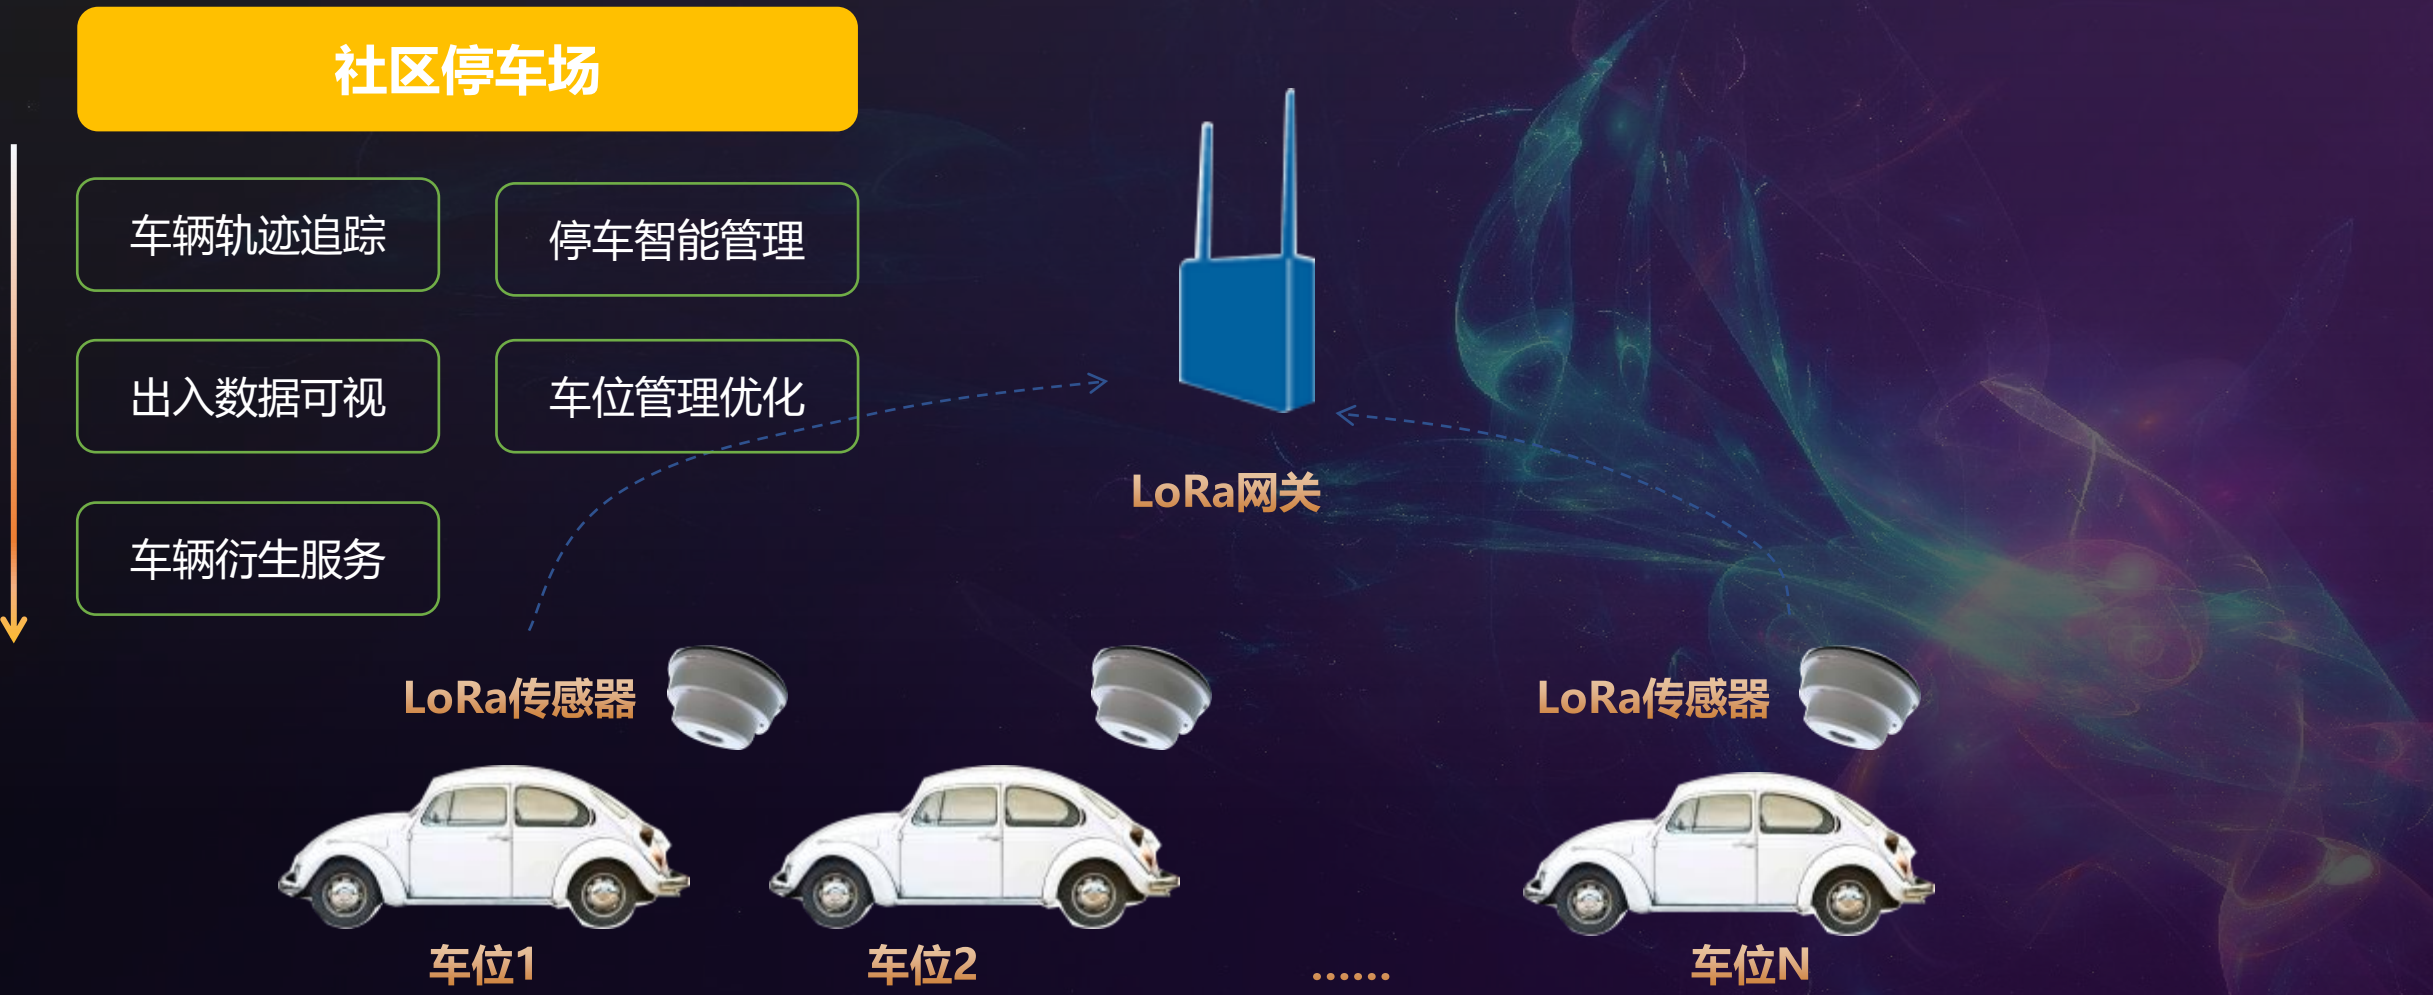 社区停车场
车辆轨迹追踪
停车智能管理
出入数据可视
车位管理优化
车辆衍生服务
LoRa网关
LoRa传感器
LoRa传感器
车位1
车位2
......
车位N